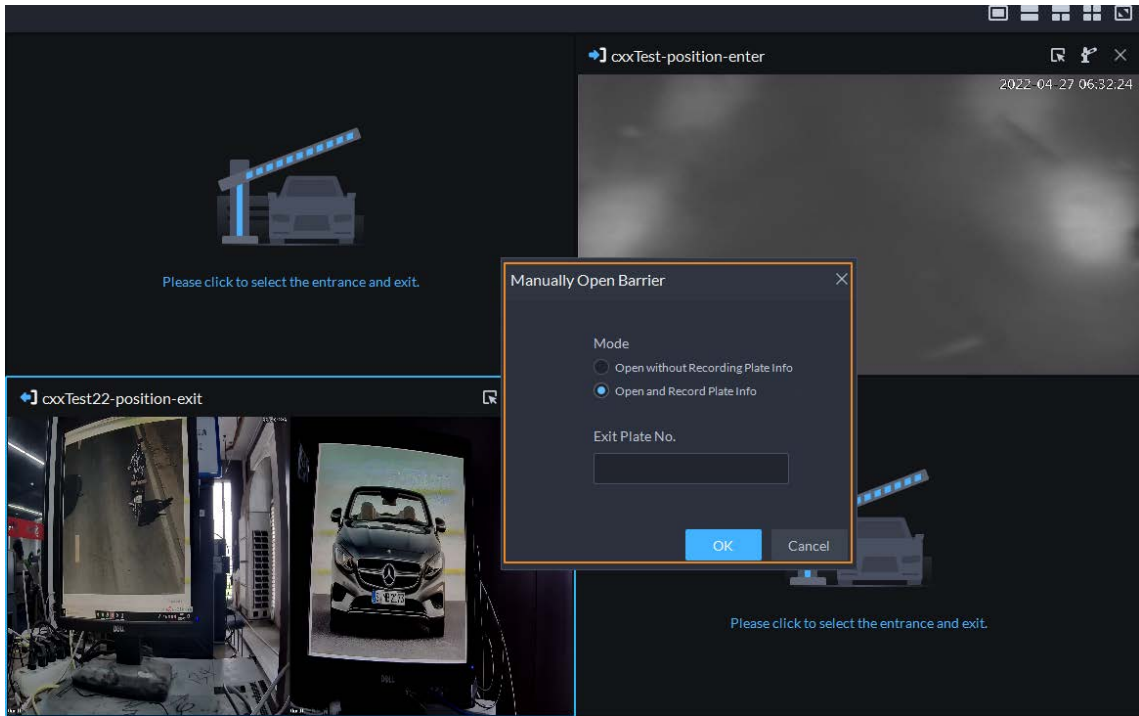 cxxTest-position-enter
2022-04-27 06:32:24
Please click to select the entrance and exit.
Manually Open Barrier
Mode
Open without Recording Plate Info
Open and Record Plate Info
Exit Plate No.
OK
Cancel
cxxTest22-position-exit
DELL
DELL
Please click to select the entrance and exit.